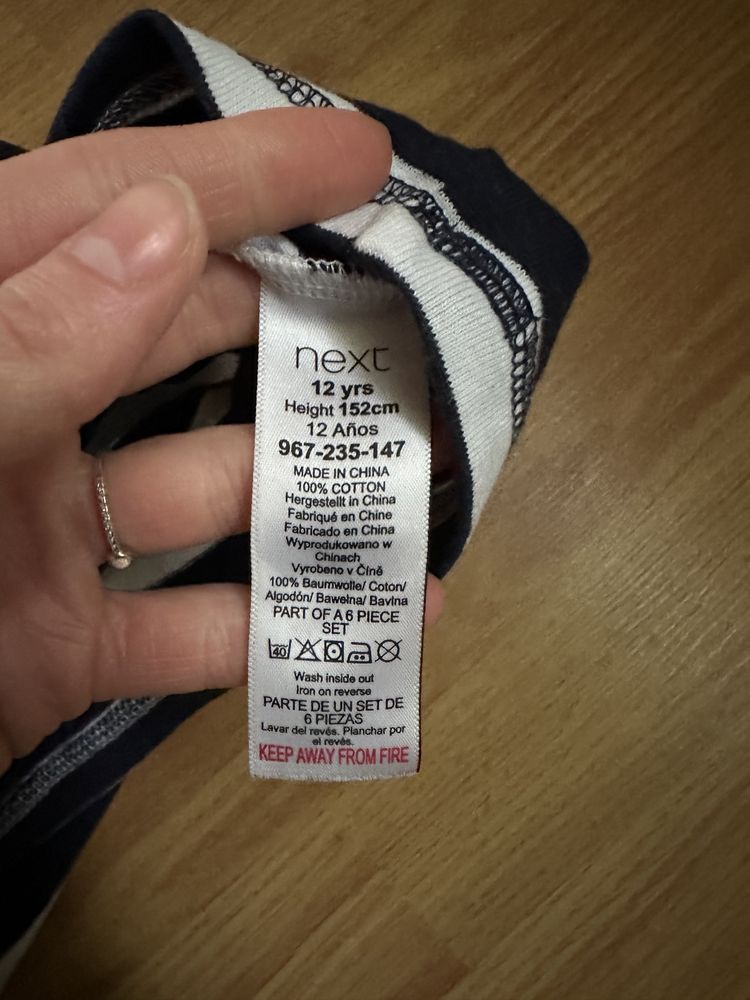 next
12 yrs
Height 152cm
12 Años
967-235-147
MADE IN CHINA
100% COTTON
Hergestellt in China
Fabriqué en Chine
Fabricado en China
Wyprodukowano w
Chinach
Vyrobeno v Číně
100% Baumwolle/ Coton/
Algodón/ Bawełna/ Bavlna
PART OF A 6 PIECE
SET
40
Wash inside out
Iron on reverse
PARTE DE UN SET DE
6 PIEZAS
Lavar del revés. Planchar por
el revés.
KEEP AWAY FROM FIRE